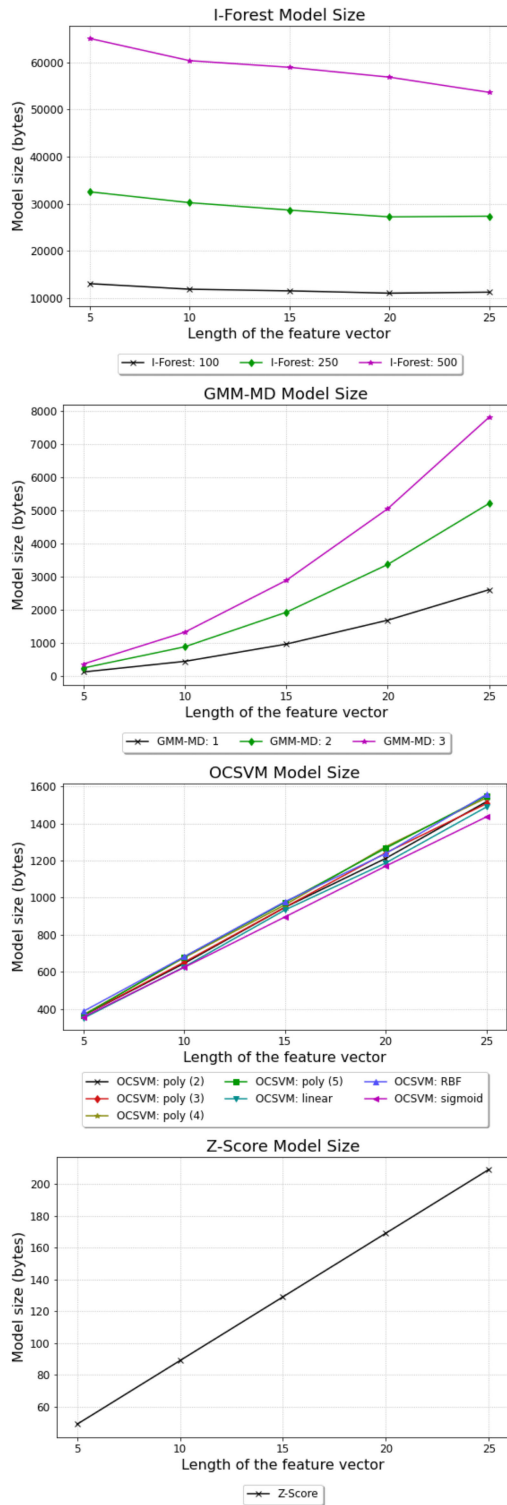 I-Forest Model Size
60000
50000
40000
30000
20000
10000
Model size (bytes)
5 10 15 20 25
Length of the feature vector
I-Forest: 100 I-Forest: 250 I-Forest: 500
GMM-MD Model Size
8000
7000
6000
5000
4000
3000
2000
1000
0
Model size (bytes)
5 10 15 20 25
Length of the feature vector
GMM-MD: 1 GMM-MD: 2 GMM-MD: 3
OCSVM Model Size
1600
1400
1200
1000
800
600
400
Model size (bytes)
5 10 15 20 25
Length of the feature vector
OCSVM: poly (2) OCSVM: poly (5) OCSVM: RBF
OCSVM: poly (3) OCSVM: linear OCSVM: sigmoid
OCSVM: poly (4)
Z-Score Model Size
200
180
160
140
120
100
80
60
Model size (bytes)
5 10 15 20 25
Length of the feature vector
Z-Score